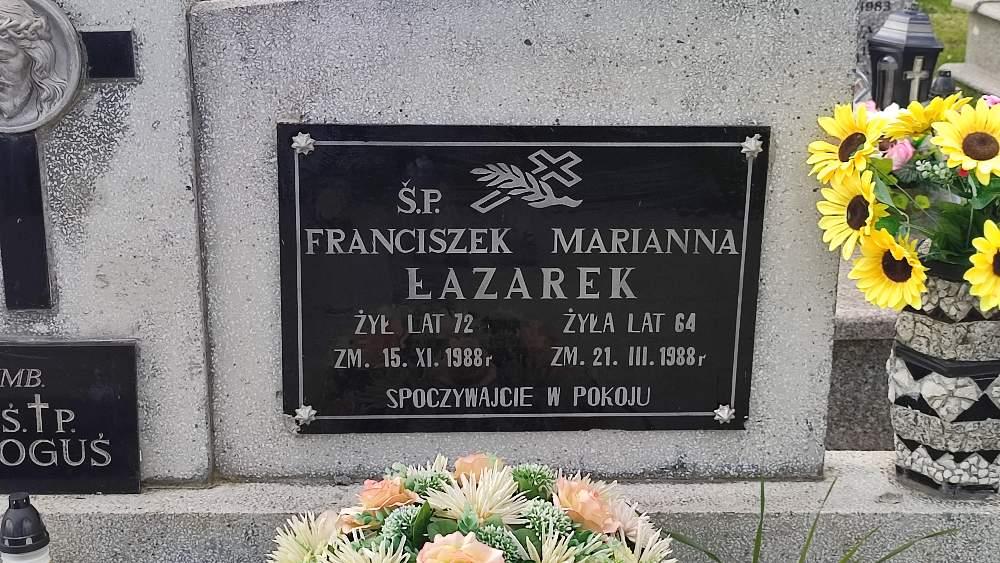 1983
Ś.P.
FRANCISZEK MARIANNA
ŁAZAREK
ŻYŁ LAT 72 ŻYŁA LAT 64
ZM. 15. XI. 1988r ZM. 21. III. 1988r
SPOCZYWAJCIE W POKOJU
MB.
Ś.P.
OGUŚ